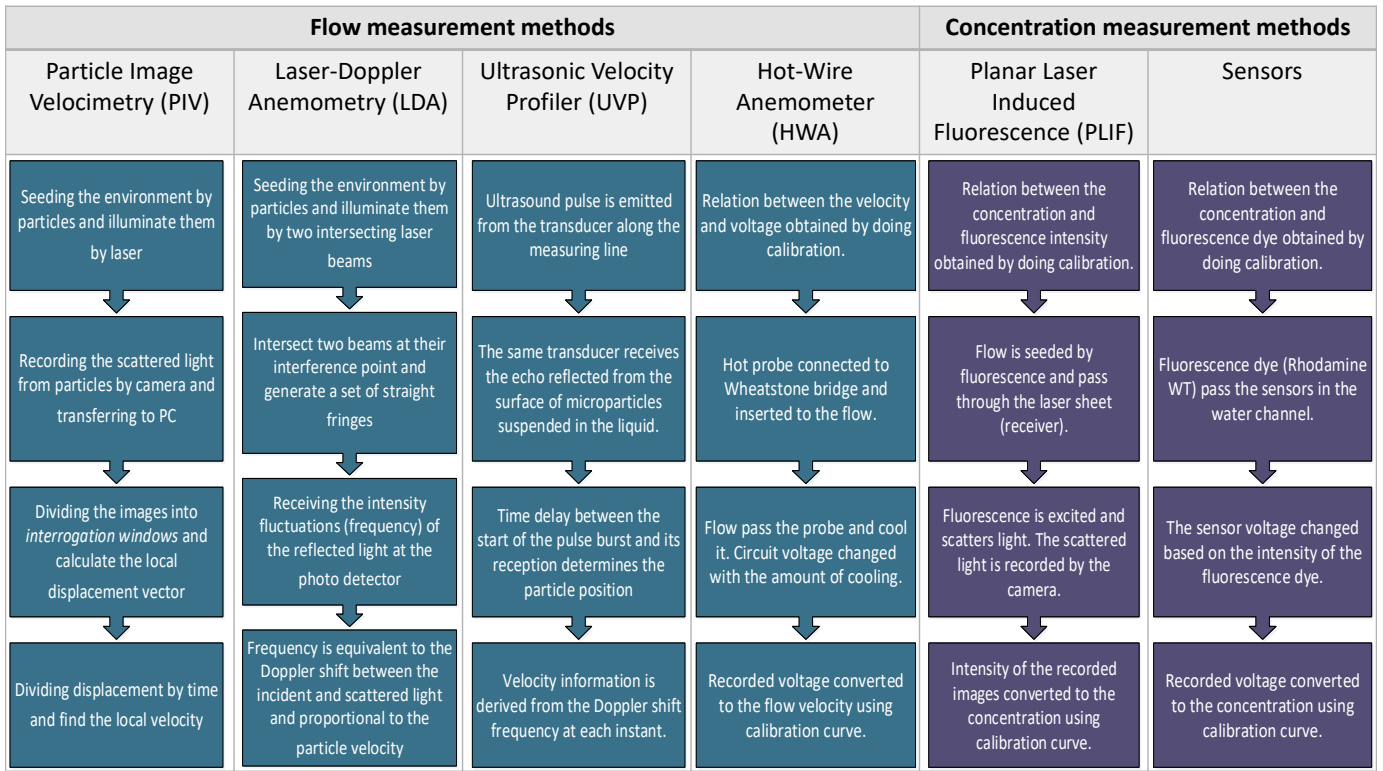 Flow measurement methods
Concentration measurement methods
Particle Image
Velocimetry (PIV)
Laser-Doppler
Anemometry (LDA)
Ultrasonic Velocity
Profiler (UVP)
Hot-Wire
Anemometer
(HWA)
Planar Laser
Induced
Fluorescence (PLIF)
Sensors
Seeding the environment by
particles and illuminate them
by laser
Recording the scattered light
from particles by camera and
transferring to PC
Dividing the images into
interrogation windows and
calculate the local
displacement vector
Dividing displacement by time
and find the local velocity
Seeding the environment by
particles and illuminate them
by two intersecting laser
beams
Intersect two beams at their
interference point and
generate a set of straight
fringes
Receiving the intensity
fluctuations (frequency) of
the reflected light at the
photo detector
Frequency is equivalent to the
Doppler shift between the
incident and scattered light
and proportional to the
particle velocity
Ultrasound pulse is emitted
from the transducer along the
measuring line
The same transducer receives
the echo reflected from the
surface of microparticles
suspended in the liquid.
Time delay between the
start of the pulse burst and its
reception determines the
particle position
Velocity information is
derived from the Doppler shift
frequency at each instant.
Relation between the velocity
and voltage obtained by doing
calibration.
Hot probe connected to
Wheatstone bridge and
inserted to the flow.
Flow pass the probe and cool
it. Circuit voltage changed
with the amount of cooling.
Recorded voltage converted
to the flow velocity using
calibration curve.
Relation between the
concentration and
fluorescence intensity
obtained by doing calibration.
Flow is seeded by
fluorescence and pass
through the laser sheet
(receiver).
Fluorescence is excited and
scatters light. The scattered
light is recorded by the
camera.
Intensity of the recorded
images converted to the
concentration using
calibration curve.
Relation between the
concentration and
fluorescence dye obtained by
doing calibration.
Fluorescence dye (Rhodamine
WT) pass the sensors in the
water channel.
The sensor voltage changed
based on the intensity of the
fluorescence dye.
Recorded voltage converted
to the concentration using
calibration curve.